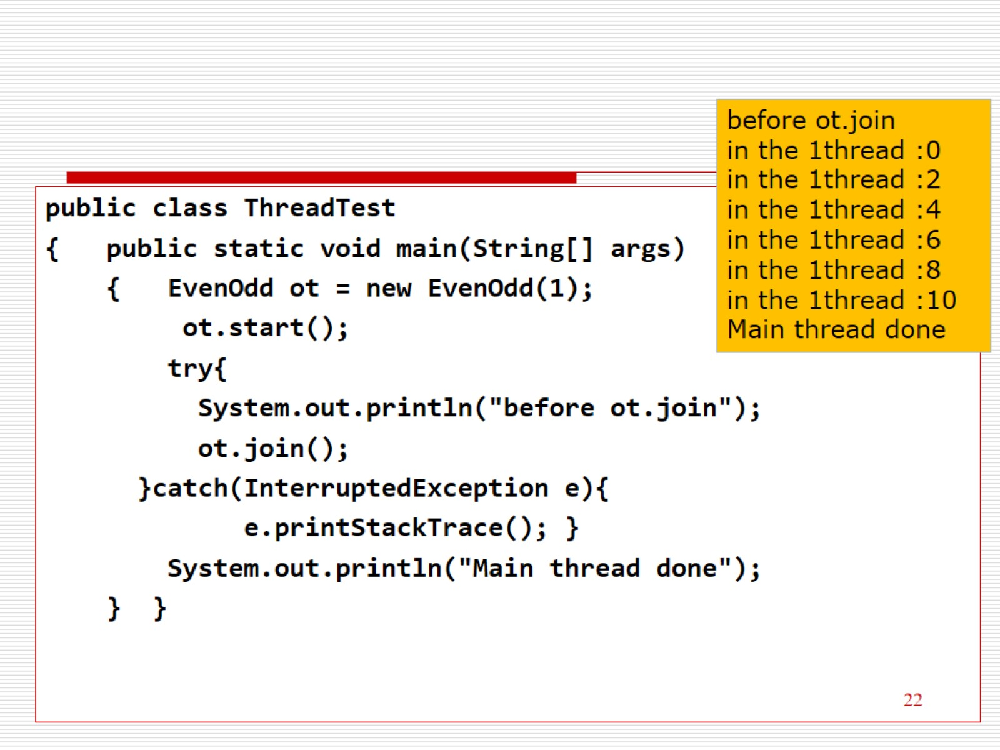 before ot.join
in the 1thread :0
in the 1thread :2
in the 1thread :4
in the 1thread :6
in the 1thread :8
in the 1thread :10
Main thread done
public class ThreadTest
{   public static void main(String[] args)
    {   EvenOdd ot = new EvenOdd(1);
         ot.start();
        try{
          System.out.println("before ot.join");
          ot.join();
      }catch(InterruptedException e){
             e.printStackTrace(); }
        System.out.println("Main thread done");
    }  }
22